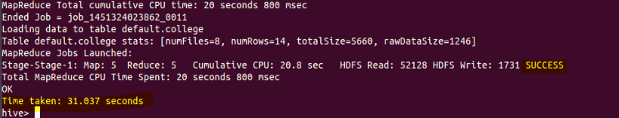 MapReduce Total cumulative CPU time: 20 seconds 800 msec
Ended Job = job_1451324023862_0011
Loading data to table default.college
Table default.college stats: [numFiles=8, numRows=14, totalSize=5660, rawDataSize=1246]
MapReduce Jobs Launched:
Stage-Stage-1: Map: 5  Reduce: 5   Cumulative CPU: 20.8 sec   HDFS Read: 52128 HDFS Write: 1731 SUCCESS
Total MapReduce CPU Time Spent: 20 seconds 800 msec
OK
Time taken: 31.037 seconds
hive>